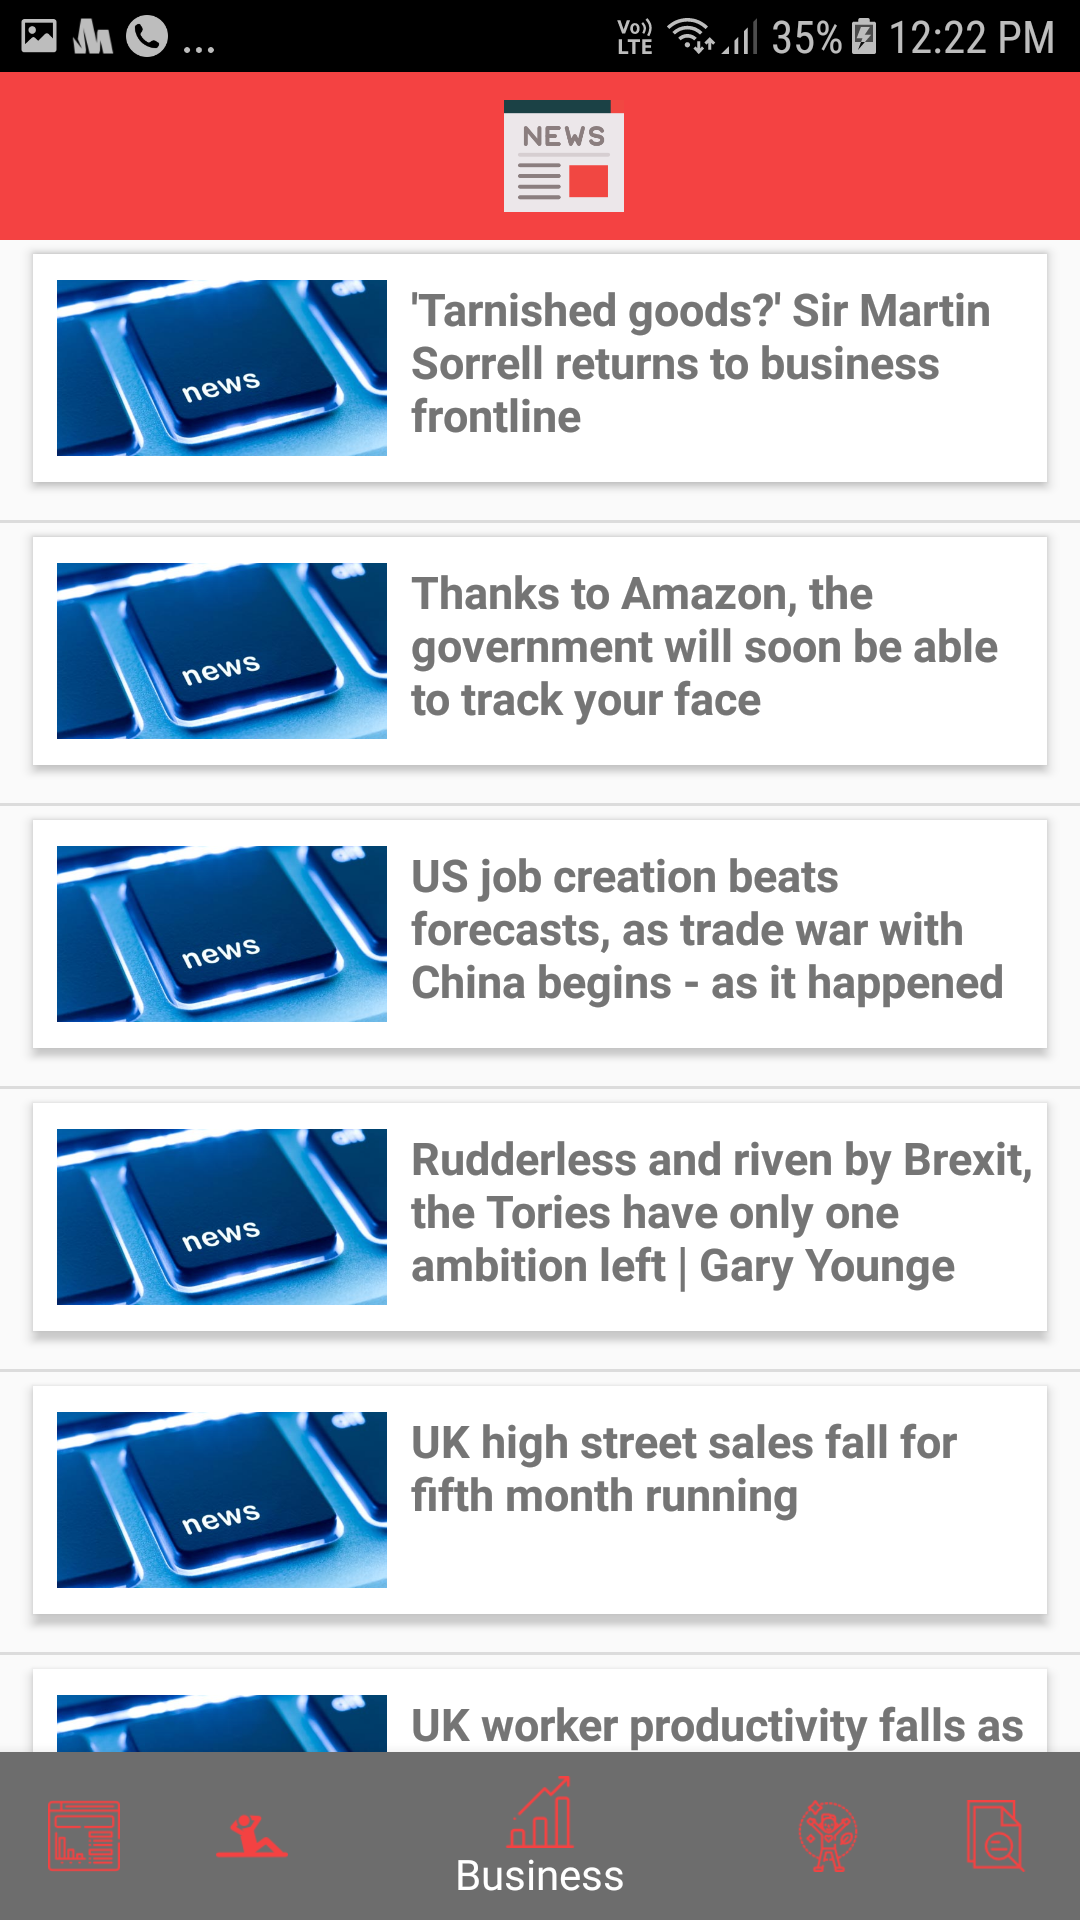 ...
Vo))
LTE
35%
12:22 PM
NEWS
news
'Tarnished goods?' Sir Martin
Sorrell returns to business
frontline
news
Thanks to Amazon, the
government will soon be able
to track your face
news
US job creation beats
forecasts, as trade war with
China begins - as it happened
news
Rudderless and riven by Brexit,
the Tories have only one
ambition left | Gary Younge
news
UK high street sales fall for
fifth month running
UK worker productivity falls as
Business